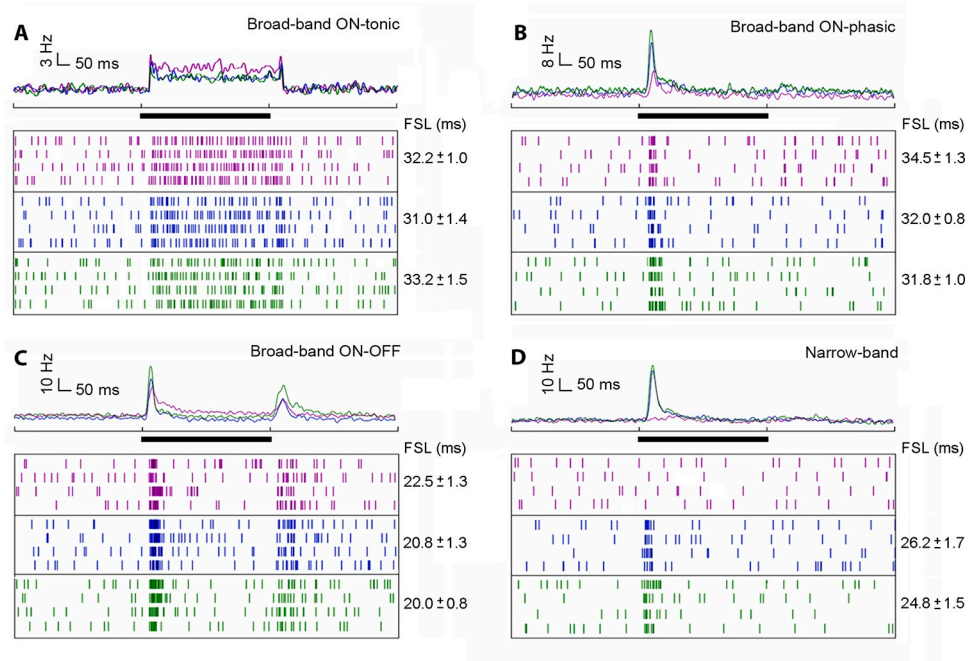 A
Broad-band ON-tonic
3 Hz
50 ms
FSL (ms)
32.2 ± 1.0
31.0 ± 1.4
33.2 ± 1.5
B
Broad-band ON-phasic
8 Hz
50 ms
FSL (ms)
34.5 ± 1.3
32.0 ± 0.8
31.8 ± 1.0
C
Broad-band ON-OFF
10 Hz
50 ms
FSL (ms)
22.5 ± 1.3
20.8 ± 1.3
20.0 ± 0.8
D
Narrow-band
10 Hz
50 ms
FSL (ms)
26.2 ± 1.7
24.8 ± 1.5